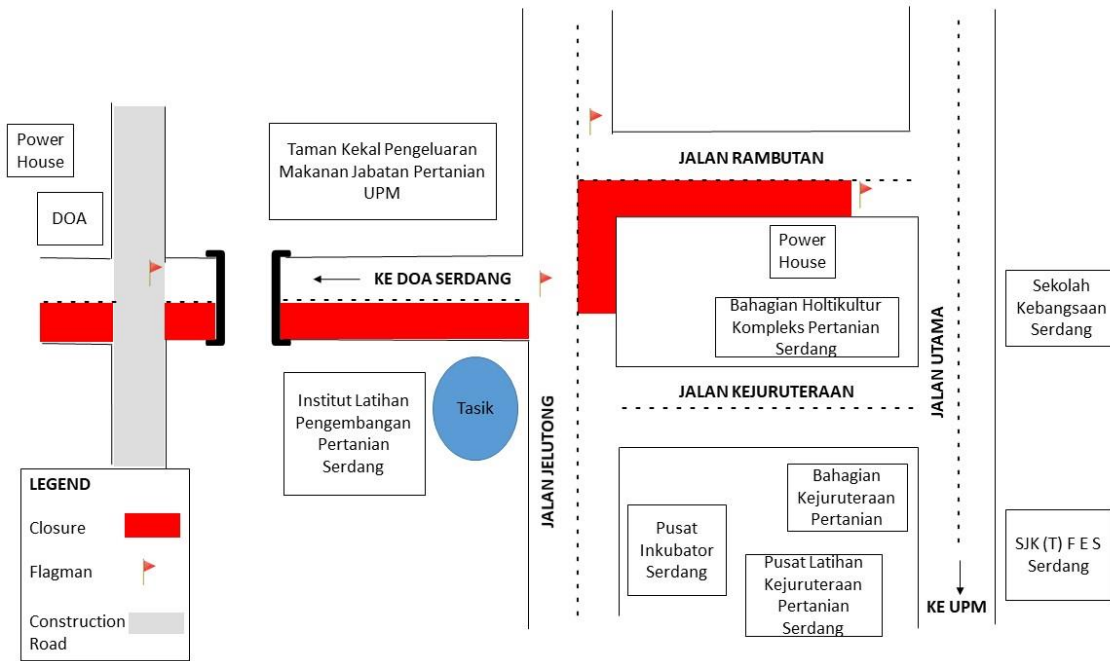 Power
House
DOA
Taman Kekal Pengeluaran
Makanan Jabatan Pertanian
UPM
JALAN RAMBUTAN
KE DOA SERDANG
Power
House
Bahagian Holtikultur
Kompleks Pertanian
Serdang
Sekolah
Kebangsaan
Serdang
JALAN UTAMA
JALAN KEJURUTERAAN
Institut Latihan
Pengembangan
Pertanian
Serdang
Tasik
JALAN JELUTONG
Bahagian
Kejuruteraan
Pertanian
Pusat
Inkubator
Serdang
Pusat Latihan
Kejuruteraan
Pertanian
Serdang
SJK (T) F E S
Serdang
KE UPM
LEGEND
Closure
Flagman
Construction
Road